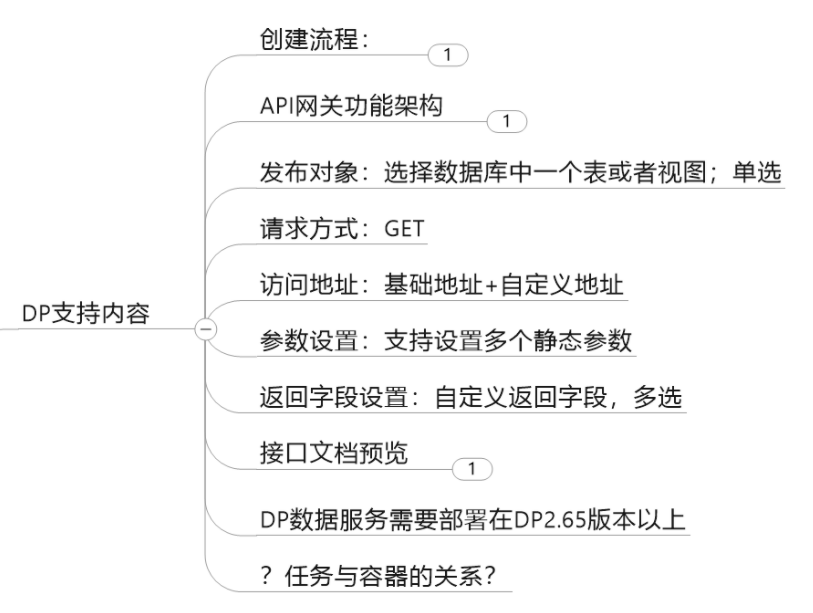 创建流程：
1
API网关功能架构
1
发布对象：选择数据库中一个表或者视图；单选
请求方式：GET
访问地址：基础地址+自定义地址
DP支持内容
参数设置：支持设置多个静态参数
返回字段设置：自定义返回字段，多选
接口文档预览
1
DP数据服务需要部署在DP2.65版本以上
？任务与容器的关系？